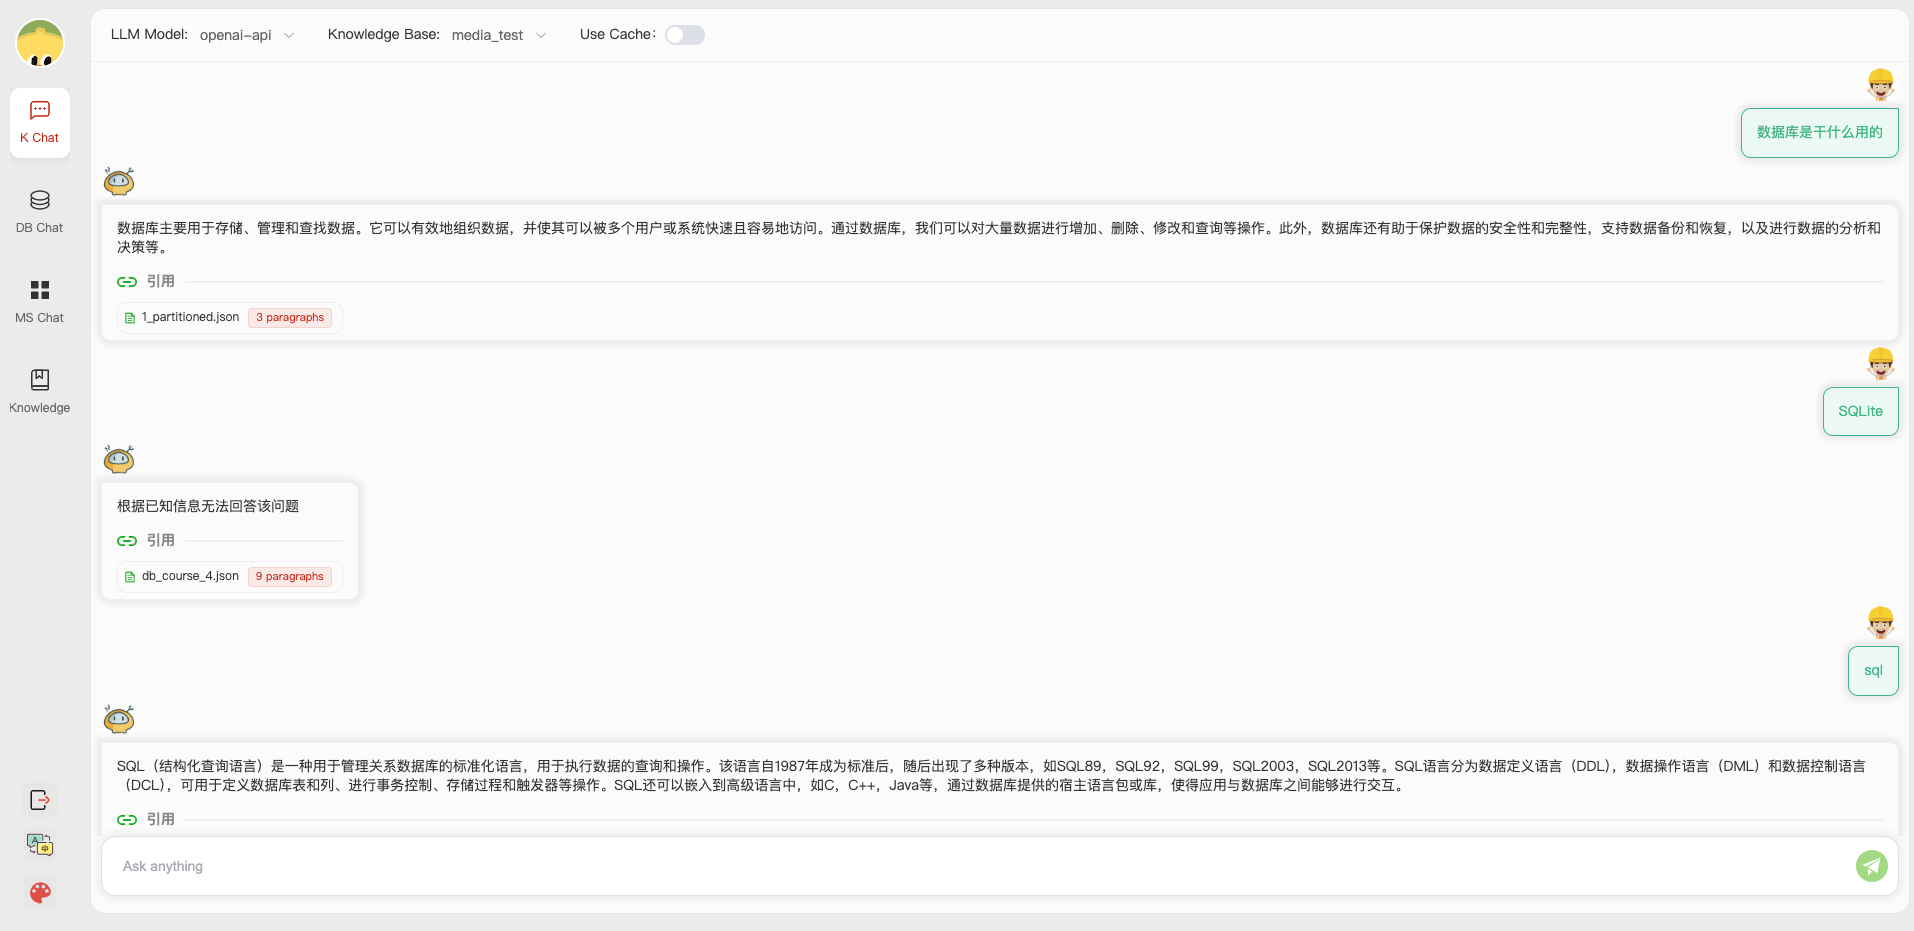 LLM Model: openai-api Knowledge Base: media_test Use Cache:
K Chat
DB Chat
MS Chat
Knowledge
数据库是干什么用的
数据库主要用于存储、管理和查找数据。它可以有效地组织数据，并使其可以被多个用户或系统快速且容易地访问。通过数据库，我们可以对大量数据进行增加、删除、修改和查询等操作。此外，数据库还有助于保护数据的安全性和完整性，支持数据备份和恢复，以及进行数据的分析和
决策等。
引用
1_partitioned.json 3 paragraphs
SQLite
根据已知信息无法回答该问题
引用
db_course_4.json 9 paragraphs
sql
SQL（结构化查询语言）是一种用于管理关系数据库的标准化语言，用于执行数据的查询和操作。该语言自1987年成为标准后，随后出现了多种版本，如SQL89，SQL92，SQL99，SQL2003，SQL2013等。SQL语言分为数据定义语言（DDL），数据操作语言（DML）和数据控制语言
（DCL），可用于定义数据库表和列、进行事务控制、存储过程和触发器等操作。SQL还可以嵌入到高级语言中，如C，C++，Java等，通过数据库提供的宿主语言包或库，使得应用与数据库之间能够进行交互。
引用
Ask anything